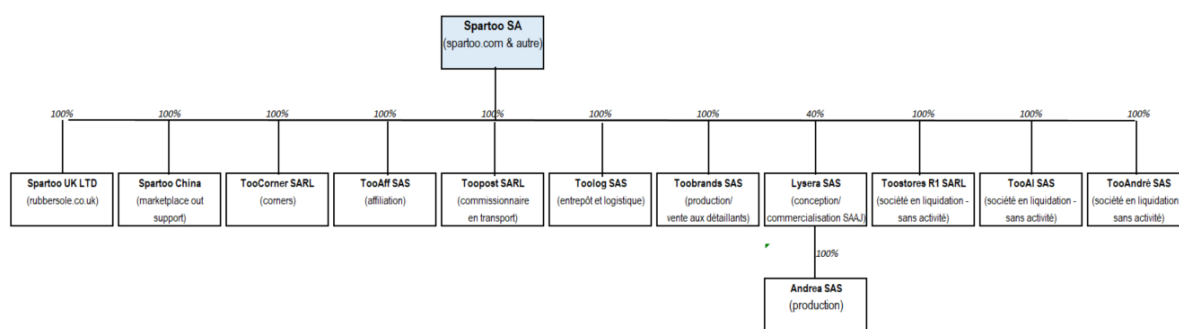 Spartoo SA
(spartoo.com & autre)
100% 100% 100% 100% 100% 100% 100% 40% 100% 100% 100%
Spartoo UK LTD
(rubbersole.co.uk)
Spartoo China
(marketplace out
support)
TooCorner SARL
(corners)
TooAff SAS
(affiliation)
Toopost SARL
(commissionnaire
en transport)
Toolog SAS
(entrepôt et logistique)
Toobrands SAS
(production/
vente aux détaillants)
Lysera SAS
(conception/
commercialisation SAAJ)
Toostores R1 SARL
(société en liquidation -
sans activité)
TooAI SAS
(société en liquidation -
sans activité)
TooAndré SAS
(société en liquidation
sans activité)
100%
Andrea SAS
(production)